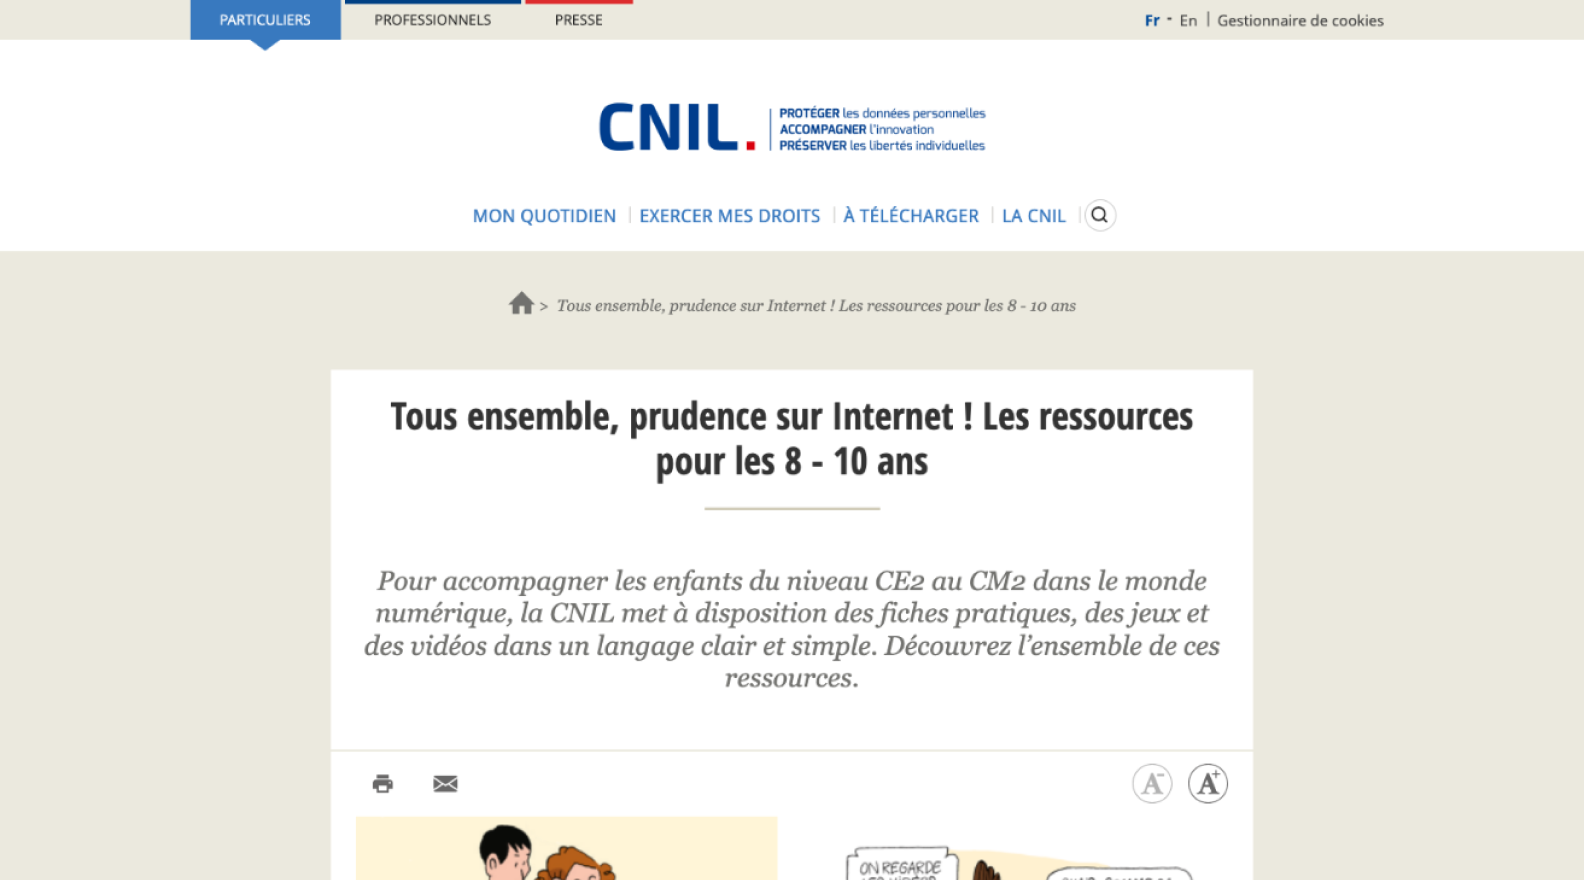 PARTICULIERS PROFESSIONNELS PRESSE Fr - En | Gestionnaire de cookies
CNIL.
PROTÉGER les données personnelles
ACCOMPAGNER l'innovation
PRÉSERVER les libertés individuelles
MON QUOTIDIEN | EXERCER MES DROITS | À TÉLÉCHARGER | LA CNIL |
> Tous ensemble, prudence sur Internet ! Les ressources pour les 8 - 10 ans
Tous ensemble, prudence sur Internet ! Les ressources
pour les 8 - 10 ans
Pour accompagner les enfants du niveau CE2 au CM2 dans le monde
numérique, la CNIL met à disposition des fiches pratiques, des jeux et
des vidéos dans un langage clair et simple. Découvrez l’ensemble de ces
ressources.
A- A+
ON REGARDE